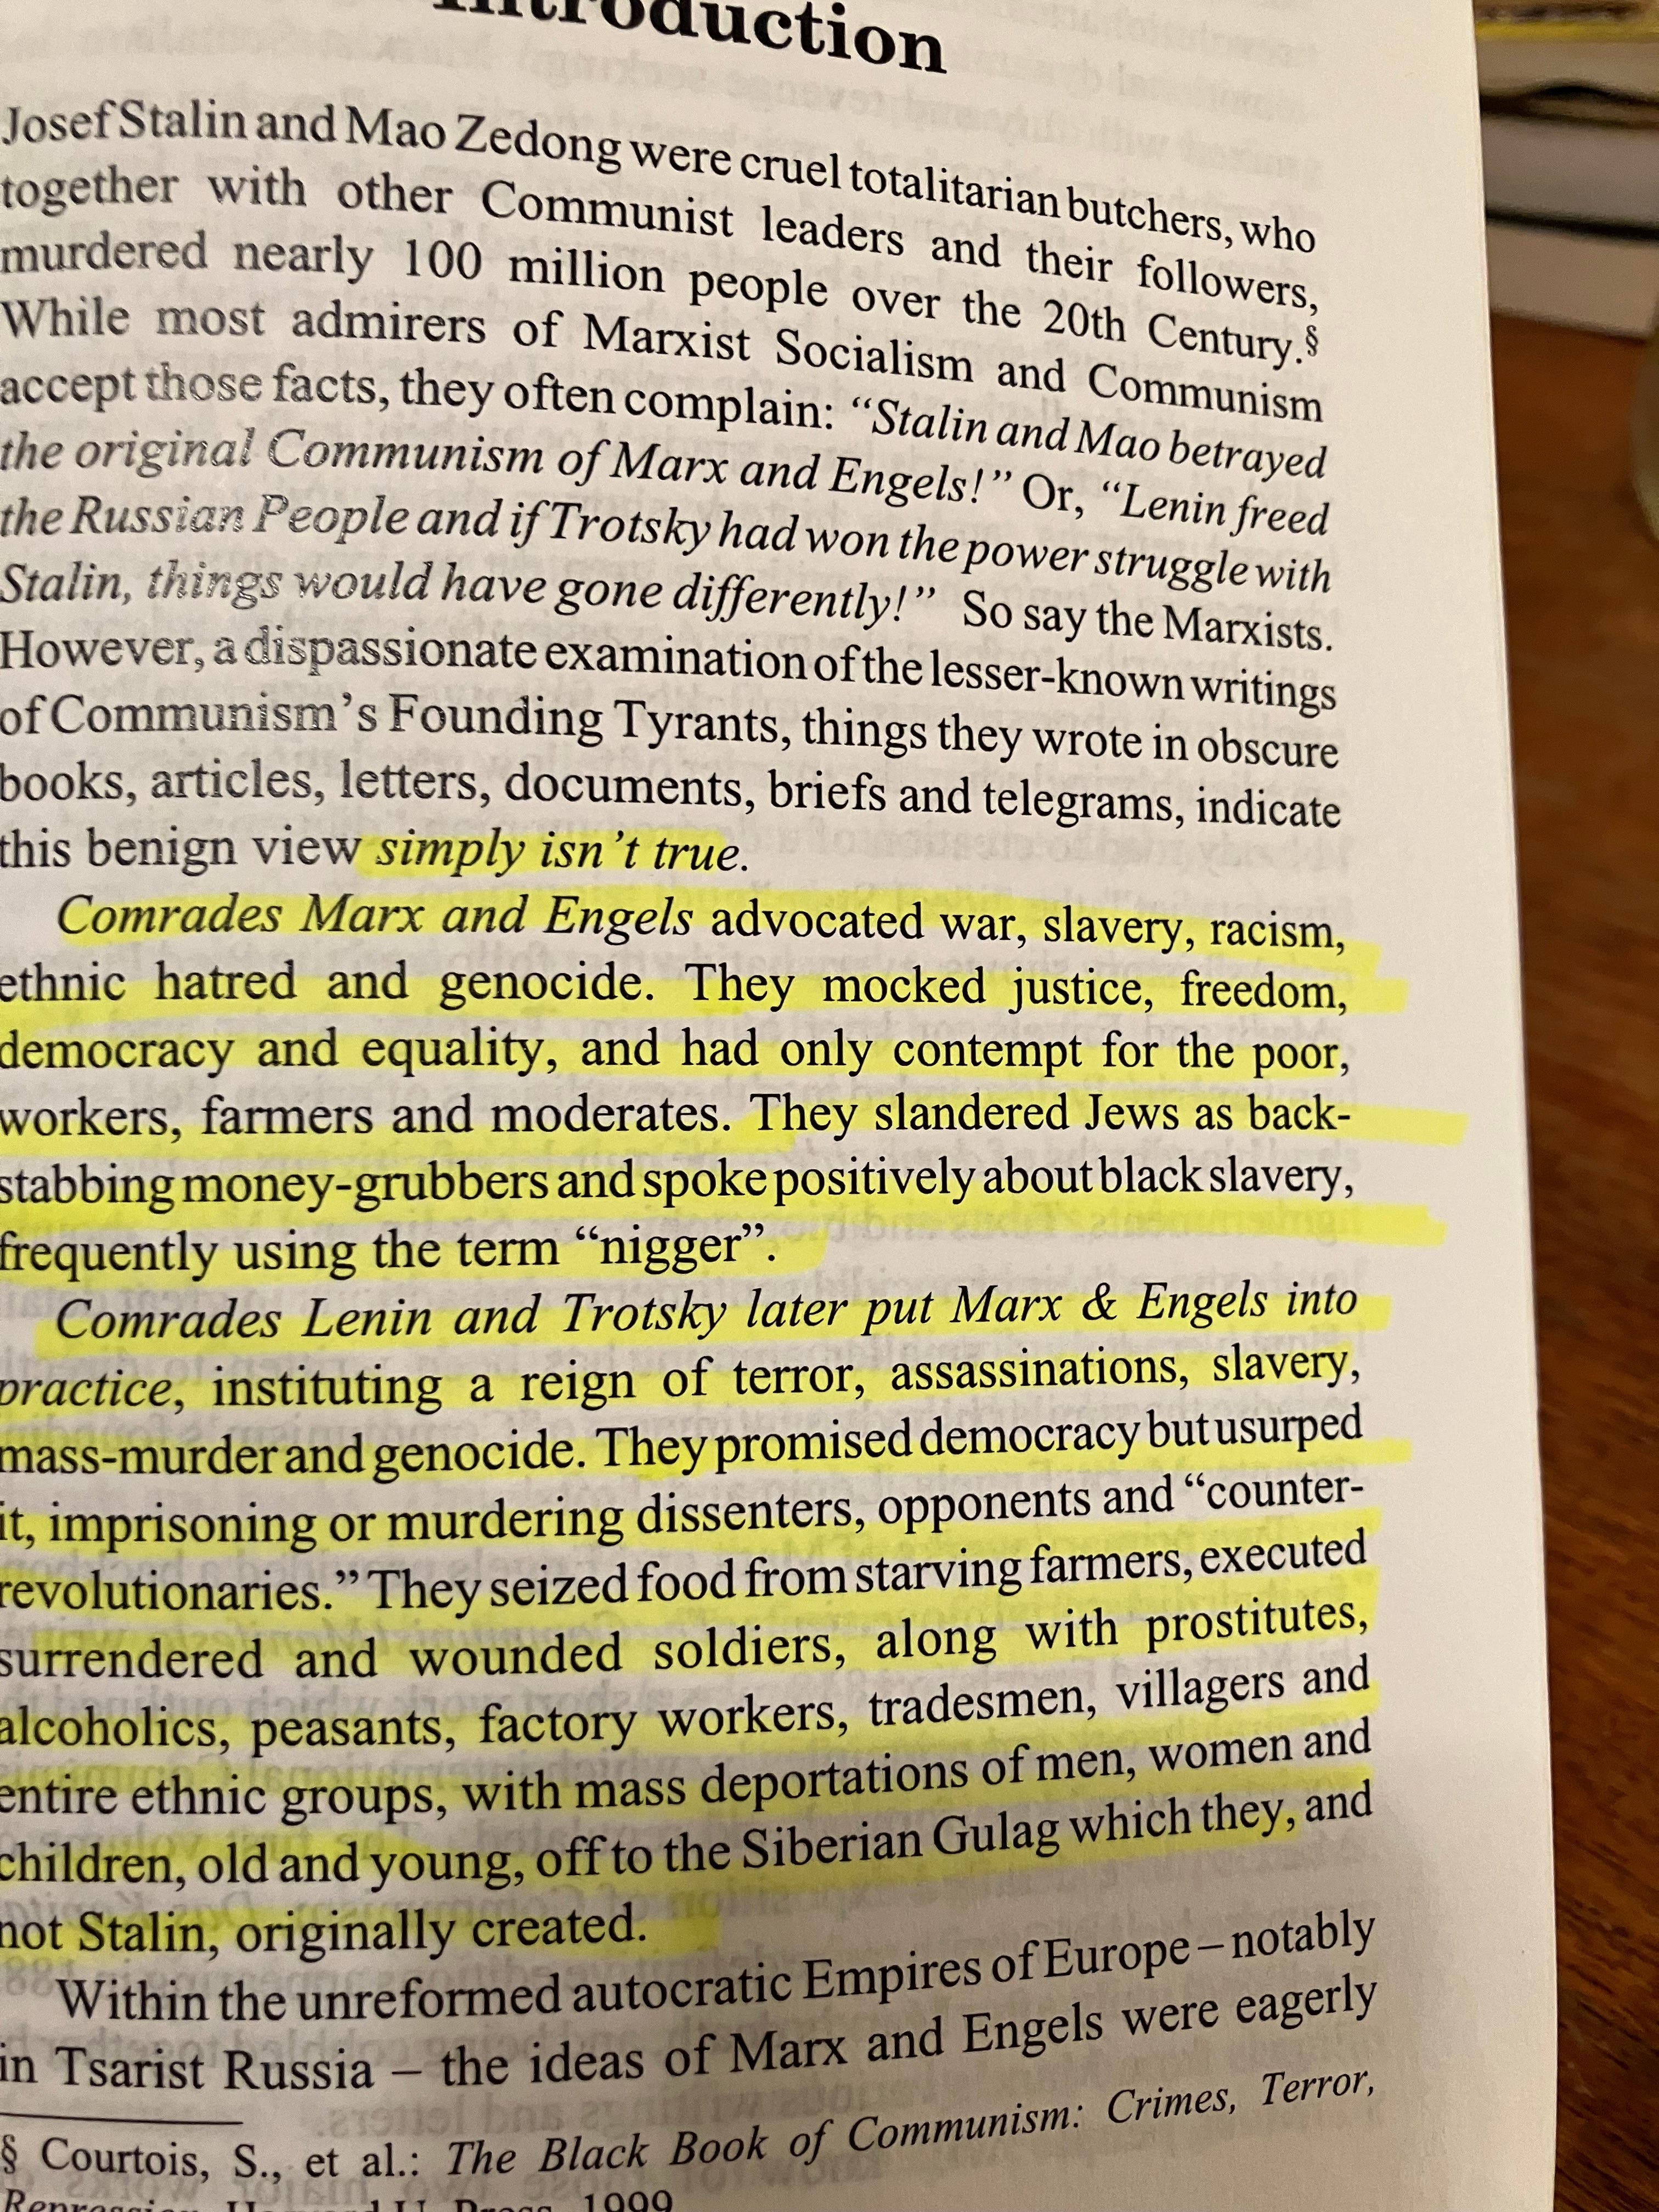 Introduction
Josef Stalin and Mao Zedong were cruel totalitarian butchers, who
together with other Communist leaders and their followers,
murdered nearly 100 million people over the 20th Century.§
While most admirers of Marxist Socialism and Communism
accept those facts, they often complain: “Stalin and Mao betrayed
the original Communism of Marx and Engels!” Or, “Lenin freed
the Russian People and if Trotsky had won the power struggle with
Stalin, things would have gone differently!” So say the Marxists.
However, a dispassionate examination of the lesser-known writings
of Communism’s Founding Tyrants, things they wrote in obscure
books, articles, letters, documents, briefs and telegrams, indicate
this benign view simply isn’t true.
Comrades Marx and Engels advocated war, slavery, racism,
ethnic hatred and genocide. They mocked justice, freedom,
democracy and equality, and had only contempt for the poor,
workers, farmers and moderates. They slandered Jews as back-
stabbing money-grubbers and spoke positively about black slavery,
frequently using the term “nigger”.
Comrades Lenin and Trotsky later put Marx & Engels into
practice, instituting a reign of terror, assassinations, slavery,
mass-murder and genocide. They promised democracy but usurped
it, imprisoning or murdering dissenters, opponents and “counter-
revolutionaries.” They seized food from starving farmers, executed
surrendered and wounded soldiers, along with prostitutes,
alcoholics, peasants, factory workers, tradesmen, villagers and
entire ethnic groups, with mass deportations of men, women and
children, old and young, off to the Siberian Gulag which they, and
not Stalin, originally created.
Within the unreformed autocratic Empires of Europe – notably
in Tsarist Russia – the ideas of Marx and Engels were eagerly
§ Courtois, S., et al.: The Black Book of Communism: Crimes, Terror,
Repression, Harvard U. Press, 1999